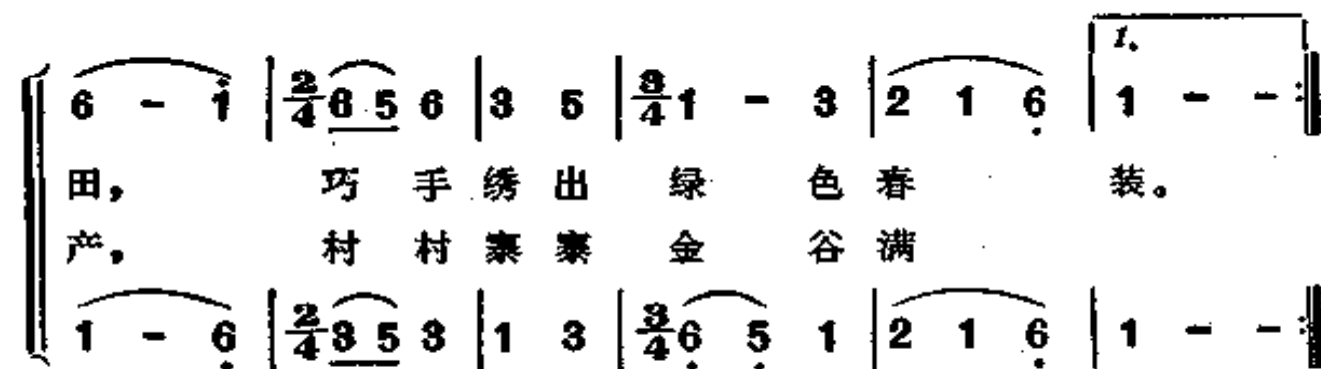 1.
6 - 1̇ | 2/4 6 5 6 | 3 5 | 3/4 1 - 3 | 2 1 6̣ | 1 - - :‖
田， 巧 手 绣 出 绿 色 春 装。
产， 村 村 寨 寨 金 谷 满
1 - 6̣ | 2/4 3 5 3 | 1 3 | 3/4 6̣ 5̣ 1 | 2 1 6̣ | 1 - - :‖